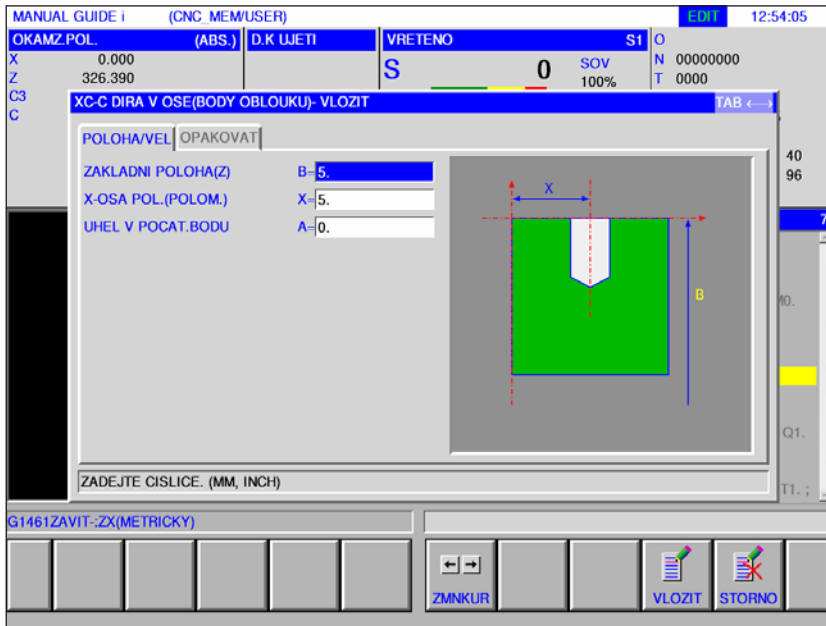 MANUAL GUIDE i (CNC_MEM/USER) EDIT 12:54:05
OKAMZ.POL. (ABS.) D.K UJETI VRETENO S1 O
X 0.000 S 0 SOV N 00000000
Z 326.390 100% T 0000
C3
C
XC-C DIRA V OSE(BODY OBLOUKU)- VLOZIT TAB ←→
POLOHA/VEL OPAKOVAT
40
96
ZAKLADNI POLOHA(Z) B=5.
X-OSA POL.(POLOM.) X=5.
UHEL V POCAT.BODU A=0.
X
B
7
M0.
Q1.
T1. ;
ZADEJTE CISLICE. (MM, INCH)
G1461ZAVIT-:ZX(METRICKY)
ZMNKUR VLOZIT STORNO